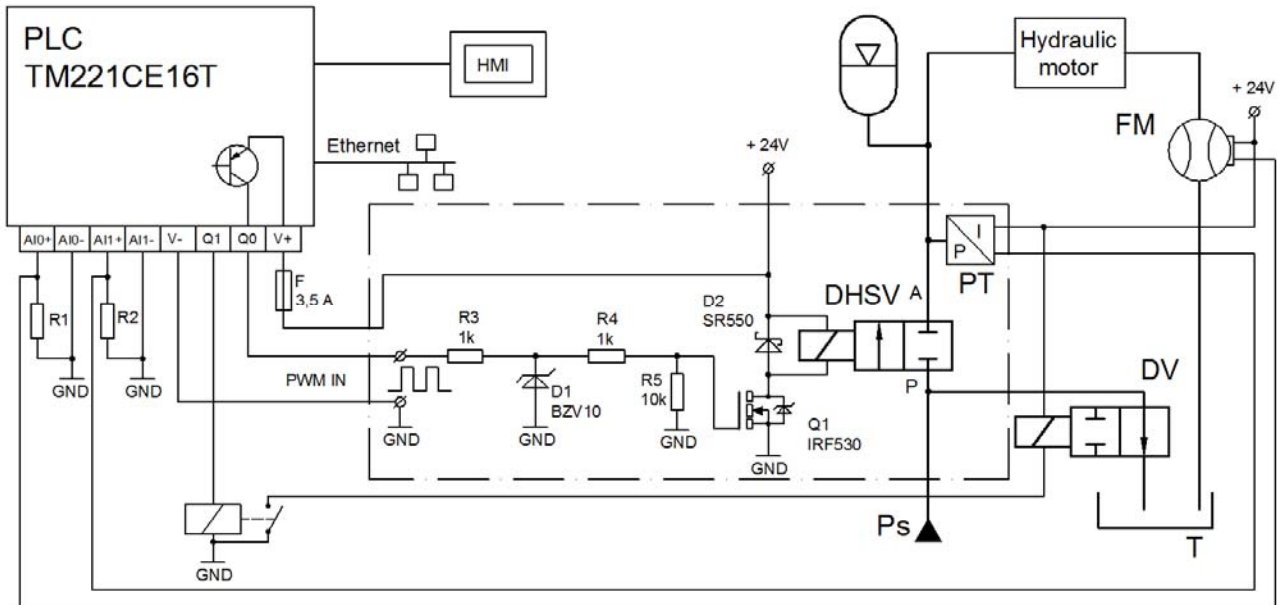 PLC
TM221CE16T
HMI
Ethernet
AI0+ AI0- AI1+ AI1- V- Q1 Q0 V+
R1
R2
GND
GND
F
3,5 A
PWM IN
GND
R3
1k
D1
BZV10
GND
R4
1k
R5
10k
GND
+ 24V
D2
SR550
Q1
IRF530
GND
DHSV
A
P
Hydraulic
motor
FM
+ 24V
I
P
PT
DV
Ps
T
GND